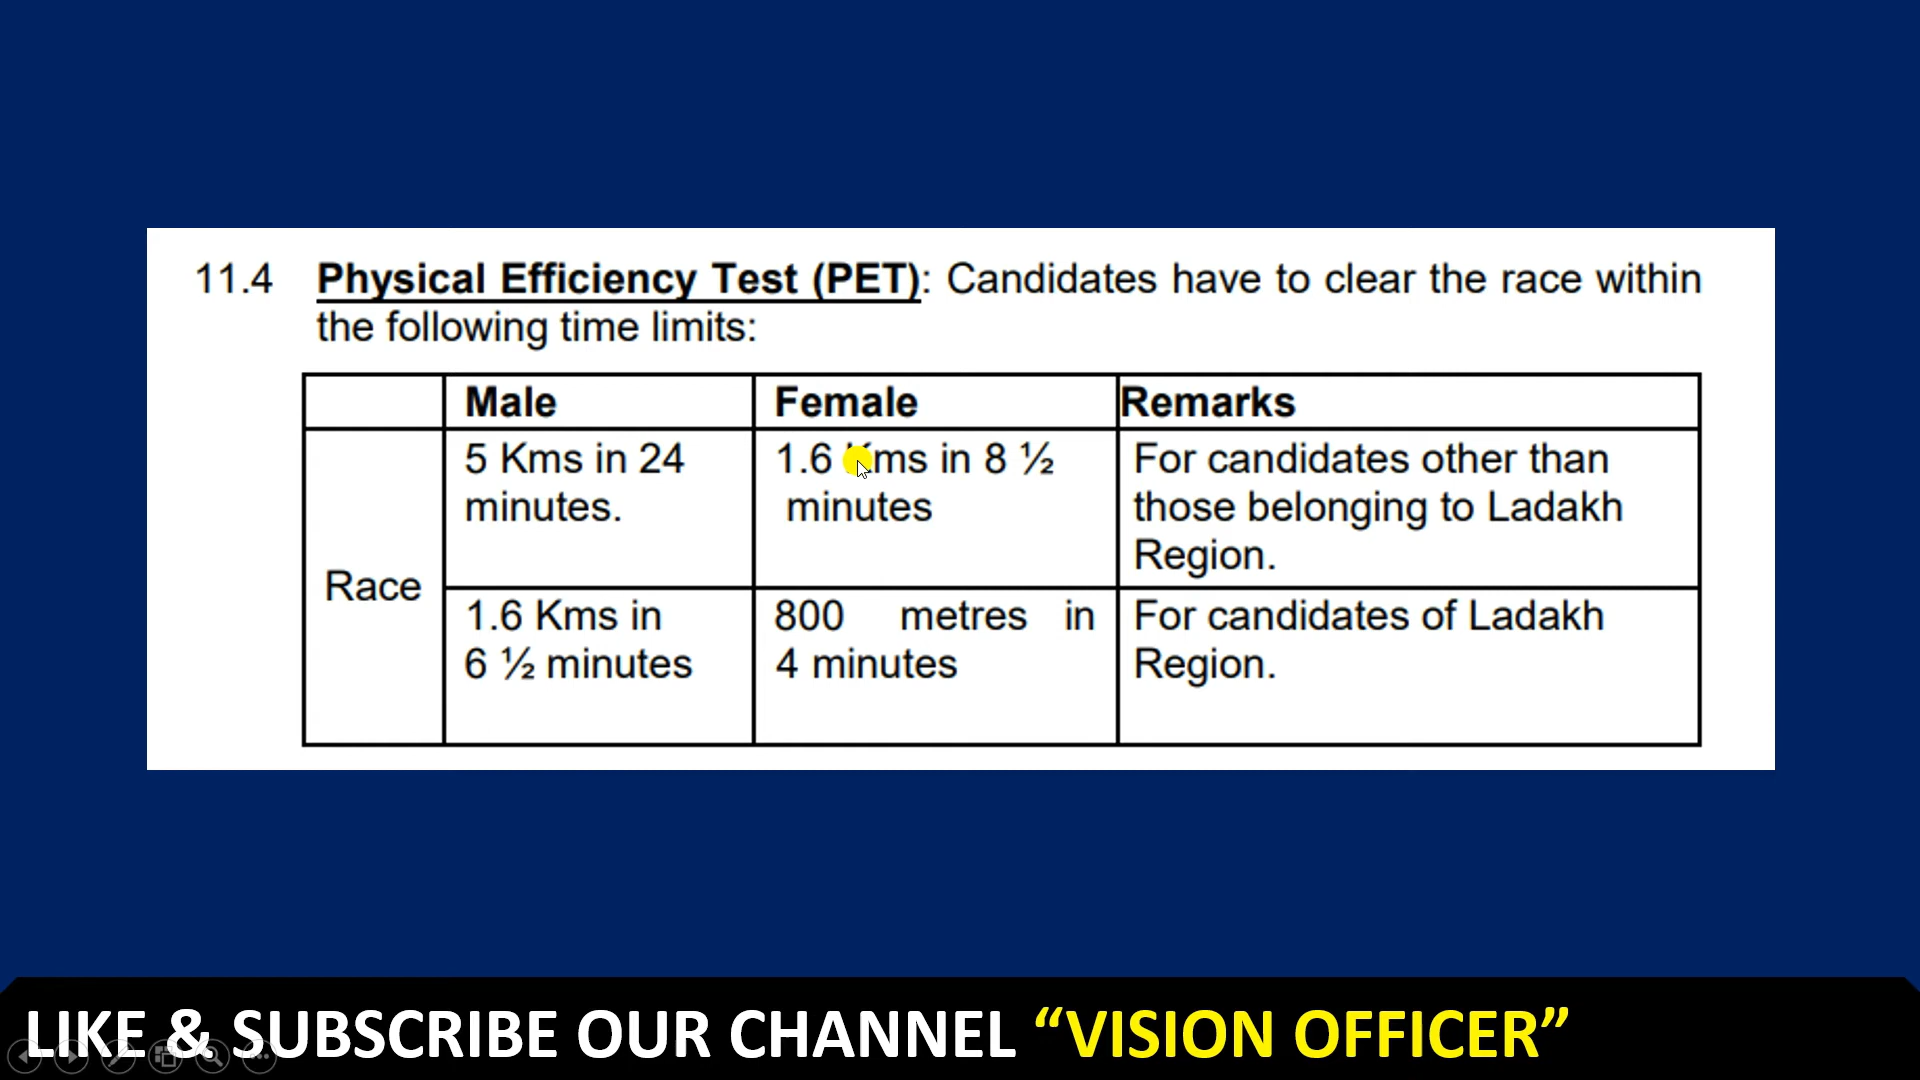 11.4 Physical Efficiency Test (PET): Candidates have to clear the race within
the following time limits:
Male Female Remarks
Race
5 Kms in 24
minutes.
1.6 Kms in 8 ½
minutes
For candidates other than
those belonging to Ladakh
Region.
1.6 Kms in
6 ½ minutes
800 metres in
4 minutes
For candidates of Ladakh
Region.
LIKE & SUBSCRIBE OUR CHANNEL “VISION OFFICER”